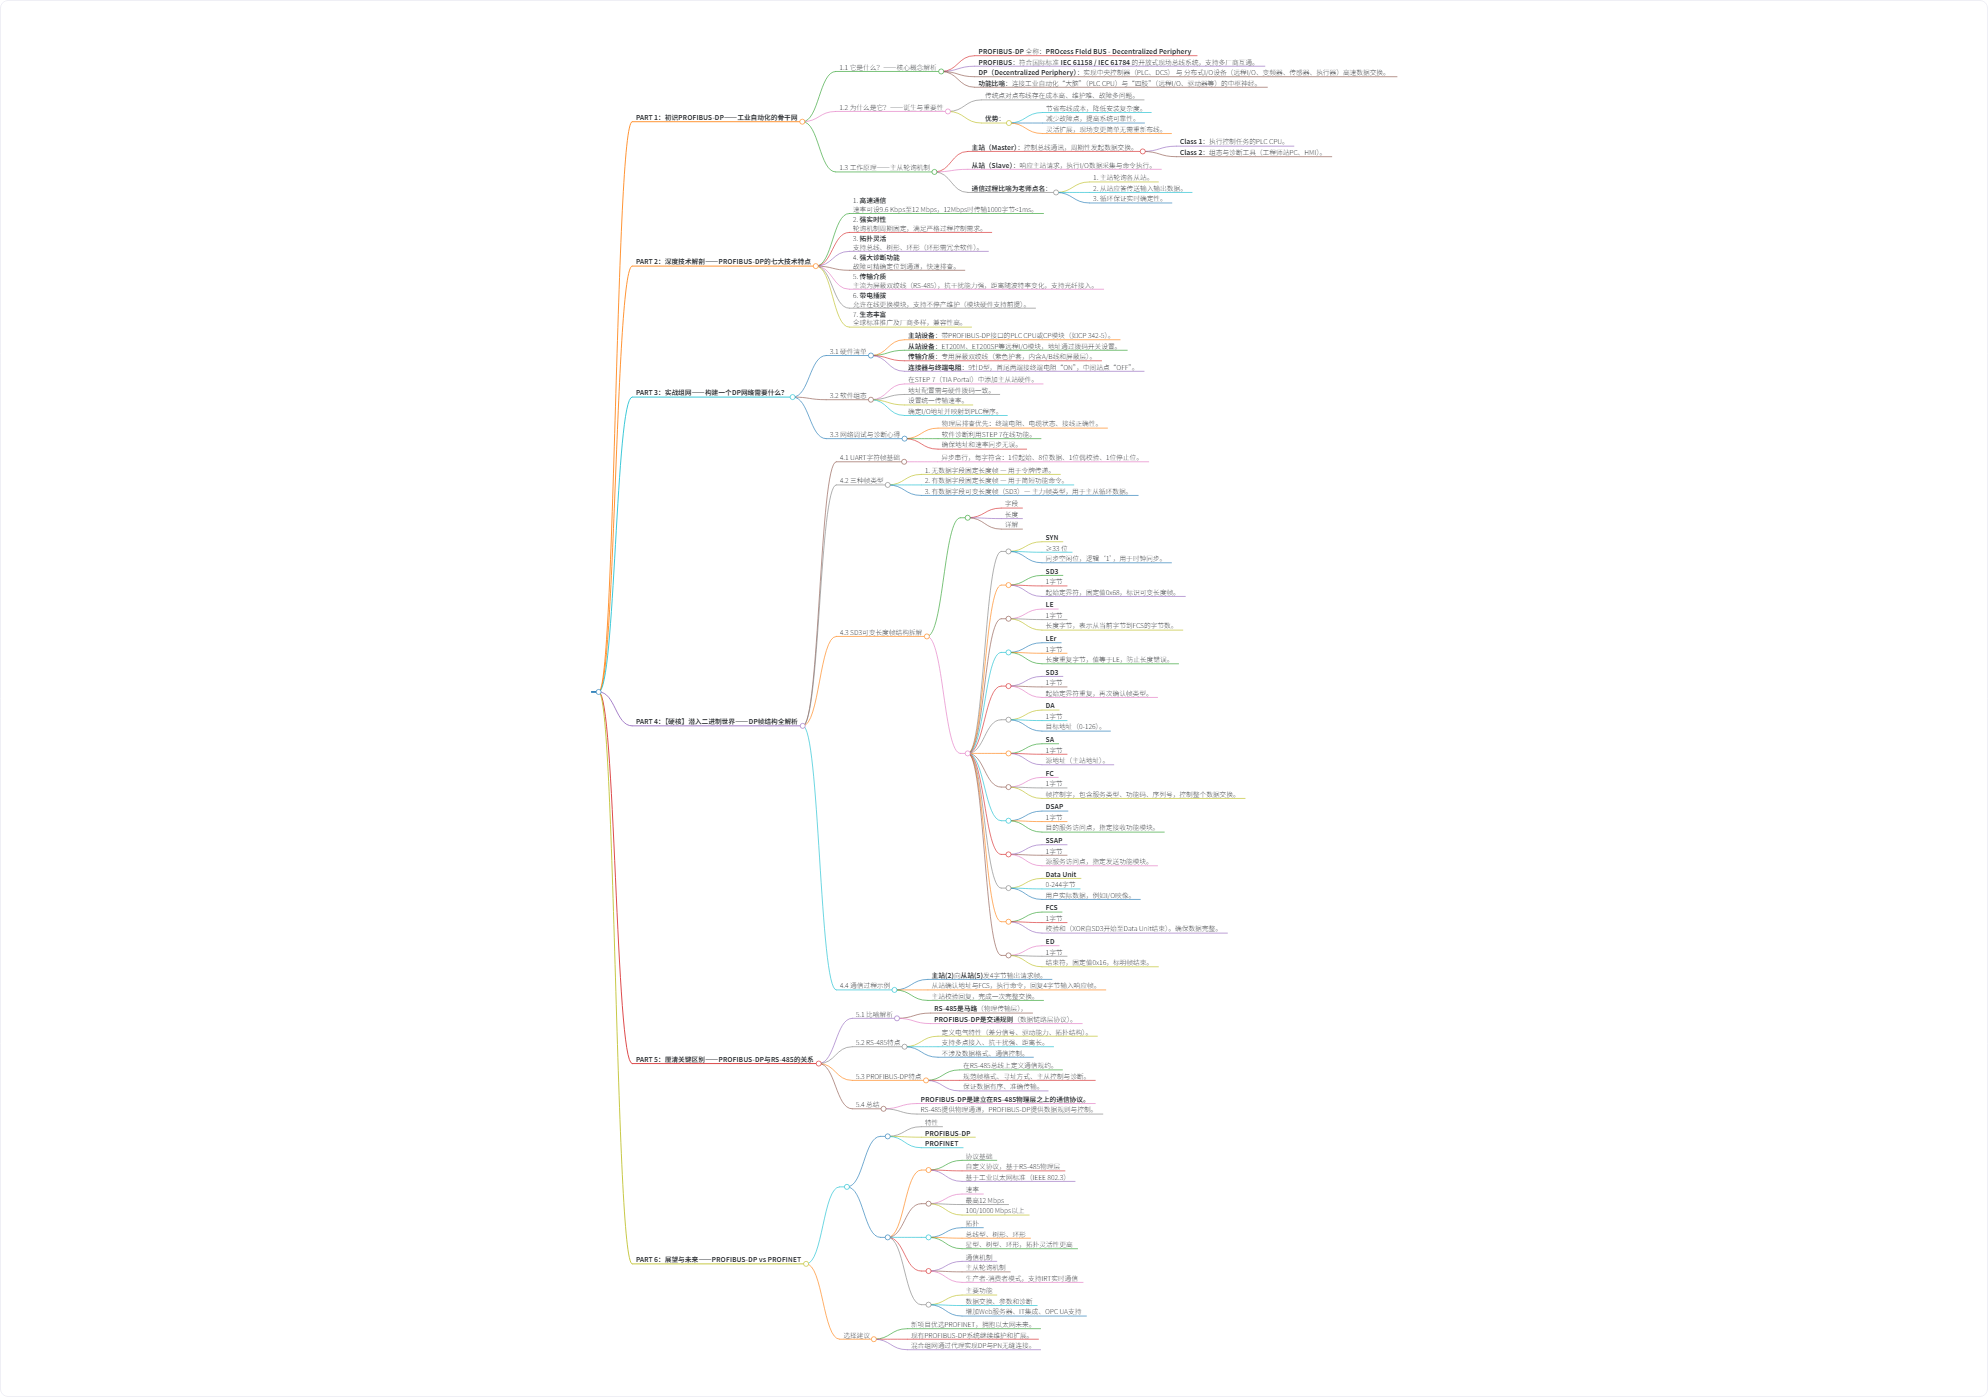 PART 1：初识PROFIBUS-DP——工业自动化的骨干网
1.1 它是什么？——核心概念解析
PROFIBUS-DP 全称：PROcess FIeld BUS - Decentralized Periphery
PROFIBUS：符合国际标准 IEC 61158 / IEC 61784 的开放式现场总线系统，支持多厂商互通。
DP（Decentralized Periphery）：实现中央控制器（PLC、DCS）与 分布式I/O设备（远程I/O、变频器、传感器、执行器）高速数据交换。
功能比喻：连接工业自动化“大脑”（PLC CPU）与“四肢”（远程I/O、驱动器等）的中枢神经。
1.2 为什么是它？——诞生与重要性
传统点对点布线存在成本高、维护难、故障多问题。
优势：
节省布线成本，降低安装复杂度。
减少故障点，提高系统可靠性。
灵活扩展，现场变更简单无需重新布线。
1.3 工作原理——主从轮询机制
主站（Master）：控制总线通讯，周期性发起数据交换。
Class 1：执行控制任务的PLC CPU。
Class 2：组态与诊断工具（工程师站PC、HMI）。
从站（Slave）：响应主站请求，执行I/O数据采集与命令执行。
通信过程比喻为老师点名：
1. 主站轮询各从站。
2. 从站应答传送输入输出数据。
3. 循环保证实时确定性。
PART 2：深度技术解剖——PROFIBUS-DP的七大技术特点
1. 高速通信
速率可设9.6 Kbps至12 Mbps，12Mbps时传输1000字节<1ms。
2. 强实时性
轮询机制周期固定，满足严格过程控制需求。
3. 拓扑灵活
支持总线、树形、环形（环形需冗余软件）。
4. 强大诊断功能
故障可精确定位到通道，快速排查。
5. 传输介质
主流为屏蔽双绞线（RS-485），抗干扰能力强，距离随波特率变化，支持光纤接入。
6. 带电插拔
允许在线更换模块，支持不停产维护（模块硬件支持前提）。
7. 生态丰富
全球标准推广及厂商多样，兼容性高。
PART 3：实战组网——构建一个DP网络需要什么？
3.1 硬件清单
主站设备：带PROFIBUS-DP接口的PLC CPU或CP模块（如CP 342-5）。
从站设备：ET200M、ET200SP等远程I/O模块，地址通过拨码开关设置。
传输介质：专用屏蔽双绞线（紫色护套，内含A/B线和屏蔽层）。
连接器与终端电阻：9针D型，首尾两端接终端电阻“ON”，中间站点“OFF”。
3.2 软件组态
在STEP 7（TIA Portal）中添加主从站硬件。
地址配置需与硬件拨码一致。
设置统一传输速率。
确定I/O地址并映射到PLC程序。
3.3 网络调试与诊断心得
物理层排查优先：终端电阻、电缆状态、接线正确性。
软件诊断利用STEP 7在线功能。
确保地址和速率同步无误。
PART 4：【硬核】潜入二进制世界——DP帧结构全解析
4.1 UART字符帧基础
异步串行，每字符含：1位起始、8位数据、1位偶校验、1位停止位。
4.2 三种帧类型
1. 无数据字段固定长度帧 — 用于令牌传递。
2. 有数据字段固定长度帧 — 用于简短功能命令。
3. 有数据字段可变长度帧（SD3）— 主力帧类型，用于主从循环数据。
4.3 SD3可变长度帧结构拆解
字段
长度
详解
SYN
≥33 位
同步空闲位，逻辑“1”，用于时钟同步。
SD3
1字节
起始定界符，固定值0x68，标识可变长度帧。
LE
1字节
长度字节，表示从当前字节到FCS的字节数。
LEr
1字节
长度重复字节，值等于LE，防止长度错误。
SD3
1字节
起始定界符重复，再次确认帧类型。
DA
1字节
目标地址（0-126）。
SA
1字节
源地址（主站地址）。
FC
1字节
帧控制字，包含服务类型、功能码、序列号，控制整个数据交换。
DSAP
1字节
目的服务访问点，指定接收功能模块。
SSAP
1字节
源服务访问点，指定发送功能模块。
Data Unit
0-244字节
用户实际数据，例如I/O映像。
FCS
1字节
校验和（XOR自SD3开始至Data Unit结束），确保数据完整。
ED
1字节
结束符，固定值0x16，标明帧结束。
4.4 通信过程示例
主站(2)向从站(5)发4字节输出请求帧。
从站确认地址与FCS，执行命令，回复4字节输入响应帧。
主站校验回复，完成一次完整交换。
PART 5：厘清关键区别——PROFIBUS-DP与RS-485的关系
5.1 比喻解析
RS-485是马路（物理传输层）。
PROFIBUS-DP是交通规则（数据链路层协议）。
5.2 RS-485特点
定义电气特性（差分信号、驱动能力、拓扑结构）。
支持多点接入、抗干扰强、距离长。
不涉及数据格式、通信控制。
5.3 PROFIBUS-DP特点
在RS-485总线上定义通信规约。
规范帧格式、寻址方式、主从控制与诊断。
保证数据有序、准确传输。
5.4 总结
PROFIBUS-DP是建立在RS-485物理层之上的通信协议。
RS-485提供物理通道，PROFIBUS-DP提供数据规则与控制。
PART 6：展望与未来——PROFIBUS-DP vs PROFINET
特性
PROFIBUS-DP
PROFINET
协议基础
自定义协议，基于RS-485物理层
基于工业以太网标准（IEEE 802.3）
速率
最高12 Mbps
100/1000 Mbps以上
拓扑
总线型、树形、环形
星型、树型、环形，拓扑灵活性更高
通信机制
主从轮询机制
生产者-消费者模式，支持IRT实时通信
主要功能
数据交换、参数和诊断
增加Web服务器、IT集成、OPC UA支持
选择建议
新项目优选PROFINET，拥抱以太网未来。
现有PROFIBUS-DP系统继续维护和扩展。
混合组网通过代理实现DP与PN无缝连接。